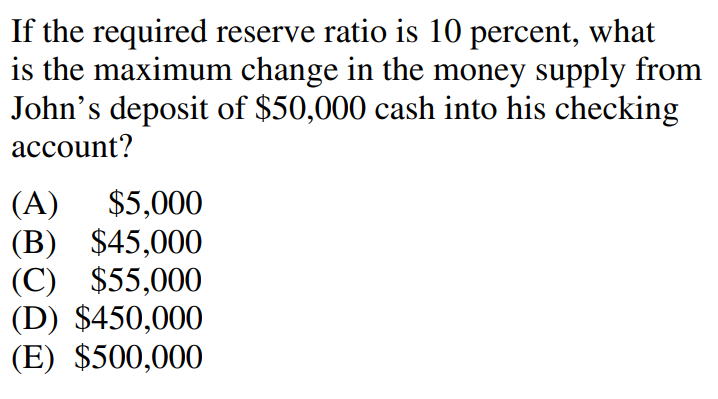 If the required reserve ratio is 10 percent, what
is the maximum change in the money supply from
John’s deposit of $50,000 cash into his checking
account?
(A) $5,000
(B) $45,000
(C) $55,000
(D) $450,000
(E) $500,000